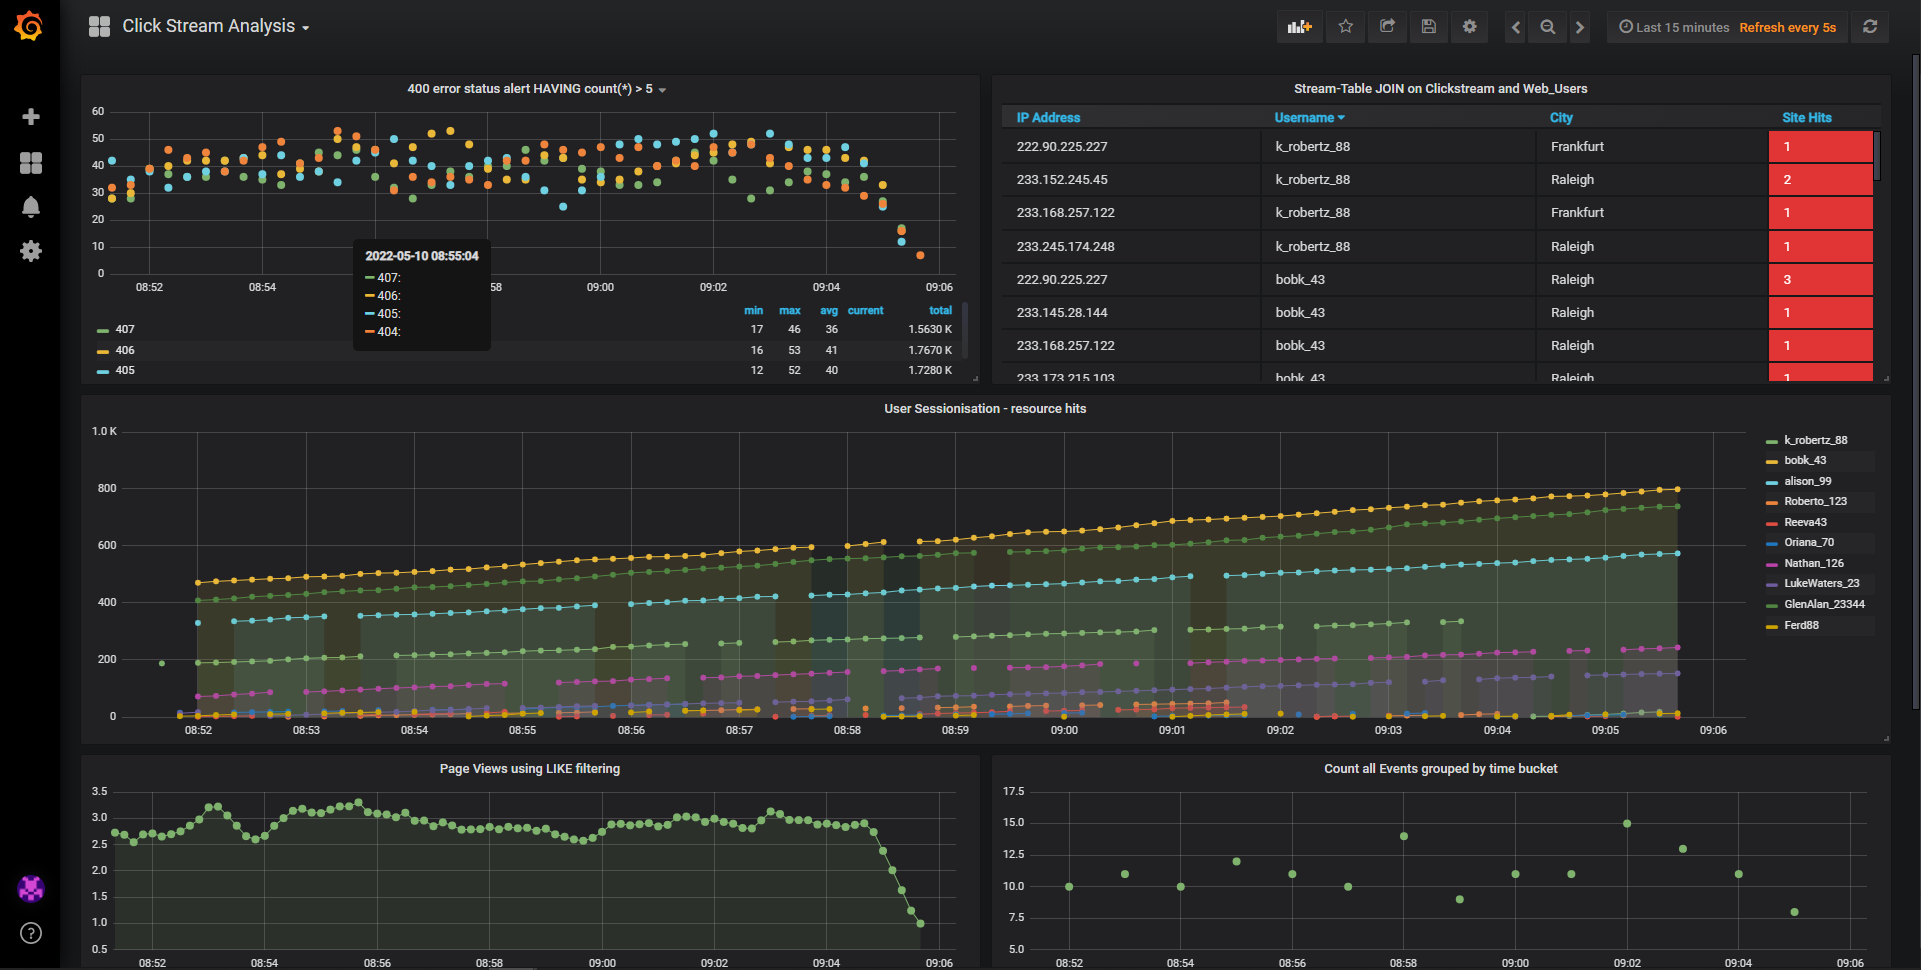 Click Stream Analysis
Last 15 minutes Refresh every 5s
400 error status alert HAVING count(*) > 5
60
50
40
30
20
10
0
08:52 08:54 58 09:00 09:02 09:04 09:06
2022-05-10 08:55:04
407:
406:
405:
404:
min max avg current total
407 17 46 36 1.5630 K
406 16 53 41 1.7670 K
405 12 52 40 1.7280 K
Stream-Table JOIN on Clickstream and Web_Users
IP Address Username City Site Hits
222.90.225.227 k_robertz_88 Frankfurt 1
233.152.245.45 k_robertz_88 Raleigh 2
233.168.257.122 k_robertz_88 Frankfurt 1
233.245.174.248 k_robertz_88 Raleigh 1
222.90.225.227 bobk_43 Raleigh 3
233.145.28.144 bobk_43 Raleigh 1
233.168.257.122 bobk_43 Raleigh 1
233.173.215.103 bobk_43 Raleigh 1
User Sessionisation - resource hits
1.0 K
800
600
400
200
0
08:52 08:53 08:54 08:55 08:56 08:57 08:58 08:59 09:00 09:01 09:02 09:03 09:04 09:05 09:06
k_robertz_88
bobk_43
alison_99
Roberto_123
Reeva43
Oriana_70
Nathan_126
LukeWaters_23
GlenAlan_23344
Ferd88
Page Views using LIKE filtering
3.5
3.0
2.5
2.0
1.5
1.0
0.5
08:52 08:54 08:56 08:58 09:00 09:02 09:04 09:06
Count all Events grouped by time bucket
17.5
15.0
12.5
10.0
7.5
5.0
08:52 08:54 08:56 08:58 09:00 09:02 09:04 09:06